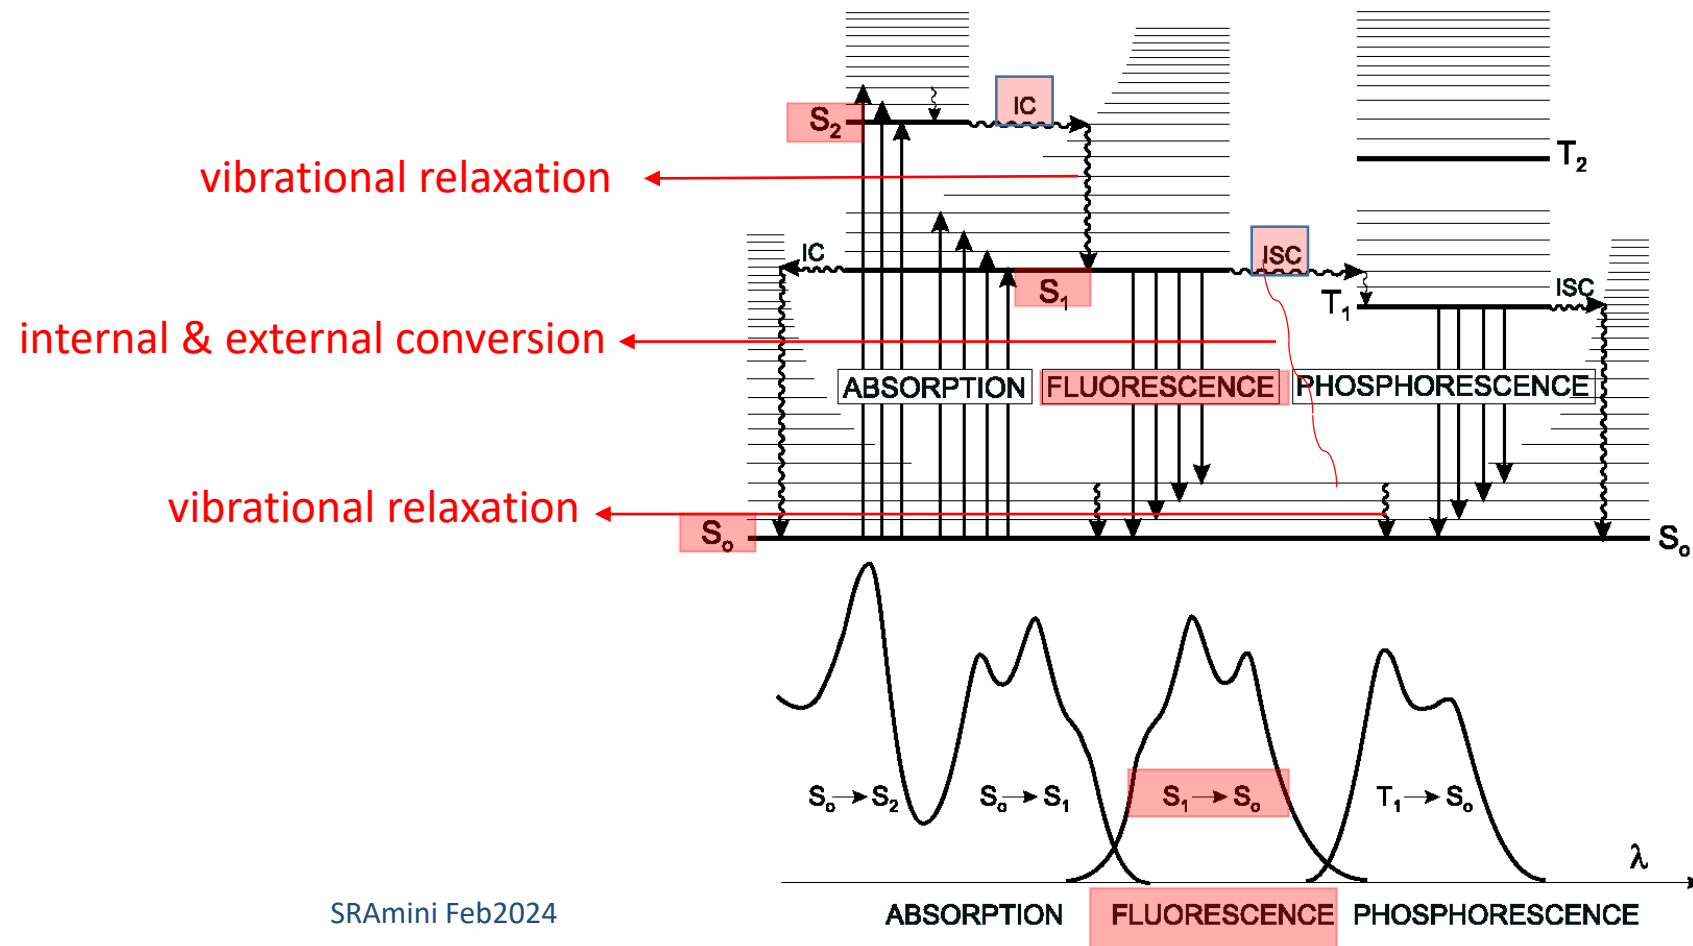 IC
S2
T2
vibrational relaxation
IC
ISC
S1
T1
ISC
internal & external conversion
ABSORPTION
FLUORESCENCE
PHOSPHORESCENCE
vibrational relaxation
So
So
So → S2
So → S1
S1 → So
T1 → So
λ
SRAmini Feb2024
ABSORPTION
FLUORESCENCE
PHOSPHORESCENCE